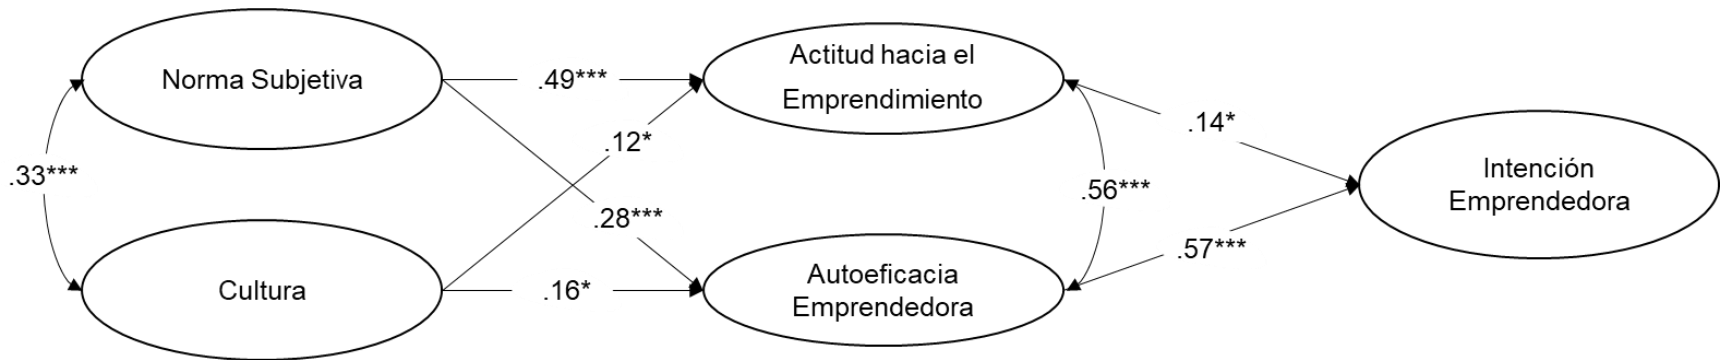 Norma Subjetiva
.49***
Actitud hacia el
Emprendimiento
.14*
.12*
.33***
.56***
Intención
Emprendedora
.28***
.57***
Cultura
.16*
Autoeficacia
Emprendedora